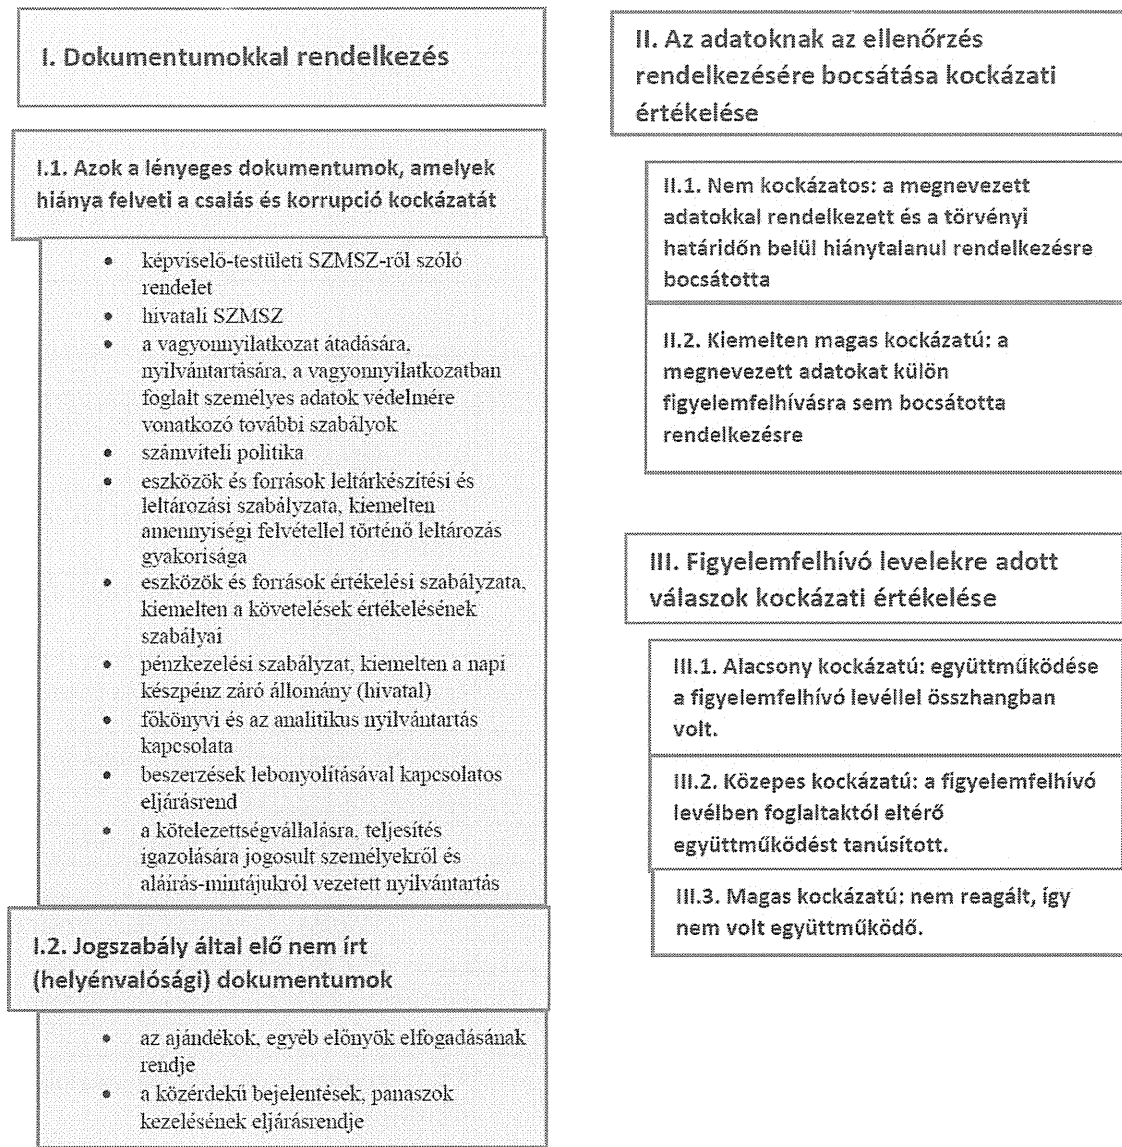 I. Dokumentumokkal rendelkezés
I.1. Azok a lényeges dokumentumok, amelyek
hiánya felveti a csalás és korrupció kockázatát
• képviselő-testületi SZMSZ-ről szóló
rendelet
• hivatali SZMSZ
• a vagyonnyilatkozat átadására,
nyilvántartására, a vagyonnyilatkozatban
foglalt személyes adatok védelmére
vonatkozó további szabályok
• számviteli politika
• eszközök és források leltárkészítési és
leltározási szabályzata, kiemelten
amennyiségi felvétellel történő leltározás
gyakorisága
• eszközök és források értékelési szabályzata,
kiemelten a követelések értékelésének
szabályai
• pénzkezelési szabályzat, kiemelten a napi
készpénz záró állomány (hivatal)
• főkönyvi és az analitikus nyilvántartás
kapcsolata
• beszerzések lebonyolításával kapcsolatos
eljárásrend
• a kötelezettségvállalásra, teljesítés
igazolására jogosult személyekről és
aláírás-mintájukról vezetett nyilvántartás
I.2. Jogszabály által elő nem írt
(helyénvalósági) dokumentumok
• az ajándékok, egyéb előnyök elfogadásának
rendje
• a közérdekű bejelentések, panaszok
kezelésének eljárásrendje
II. Az adatoknak az ellenőrzés
rendelkezésére bocsátása kockázati
értékelése
II.1. Nem kockázatos: a megnevezett
adatokkal rendelkezett és a törvényi
határidőn belül hiánytalanul rendelkezésre
bocsátotta
II.2. Kiemelten magas kockázatú: a
megnevezett adatokat külön
figyelemfelhívásra sem bocsátotta
rendelkezésre
III. Figyelemfelhívó levelekre adott
válaszok kockázati értékelése
III.1. Alacsony kockázatú: együttműködése
a figyelemfelhívó levéllel összhangban
volt.
III.2. Közepes kockázatú: a figyelemfelhívó
levélben foglaltaktól eltérő
együttműködést tanúsított.
III.3. Magas kockázatú: nem reagált, így
nem volt együttműködő.